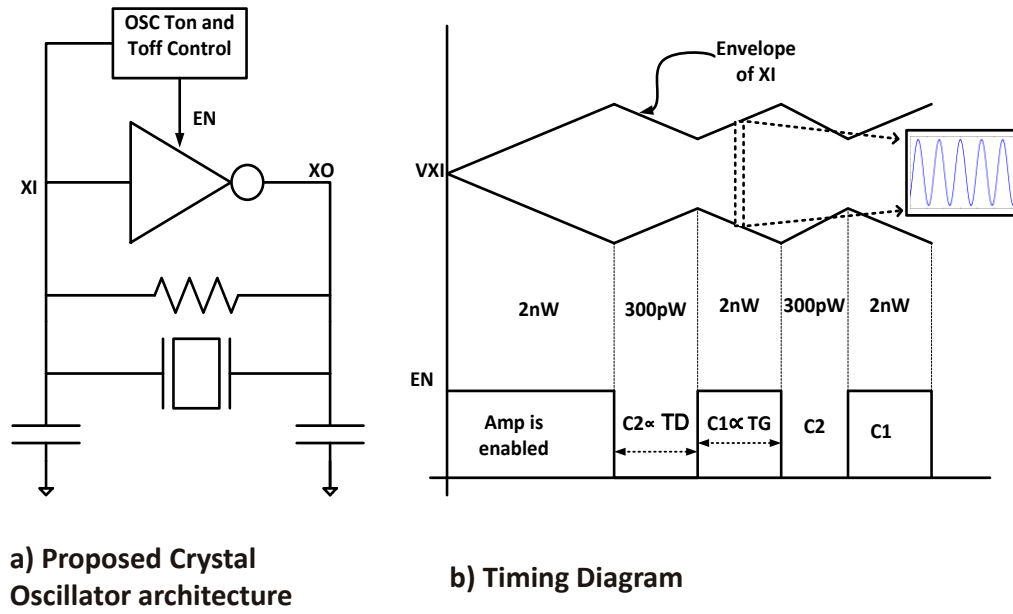 OSC Ton and
Toff Control
EN
XI
XO
Envelope
of XI
VXI
2nW
300pW
2nW
300pW
2nW
EN
Amp is
enabled
C2∝ TD
C1∝ TG
C2
C1
a) Proposed Crystal
Oscillator architecture
b) Timing Diagram